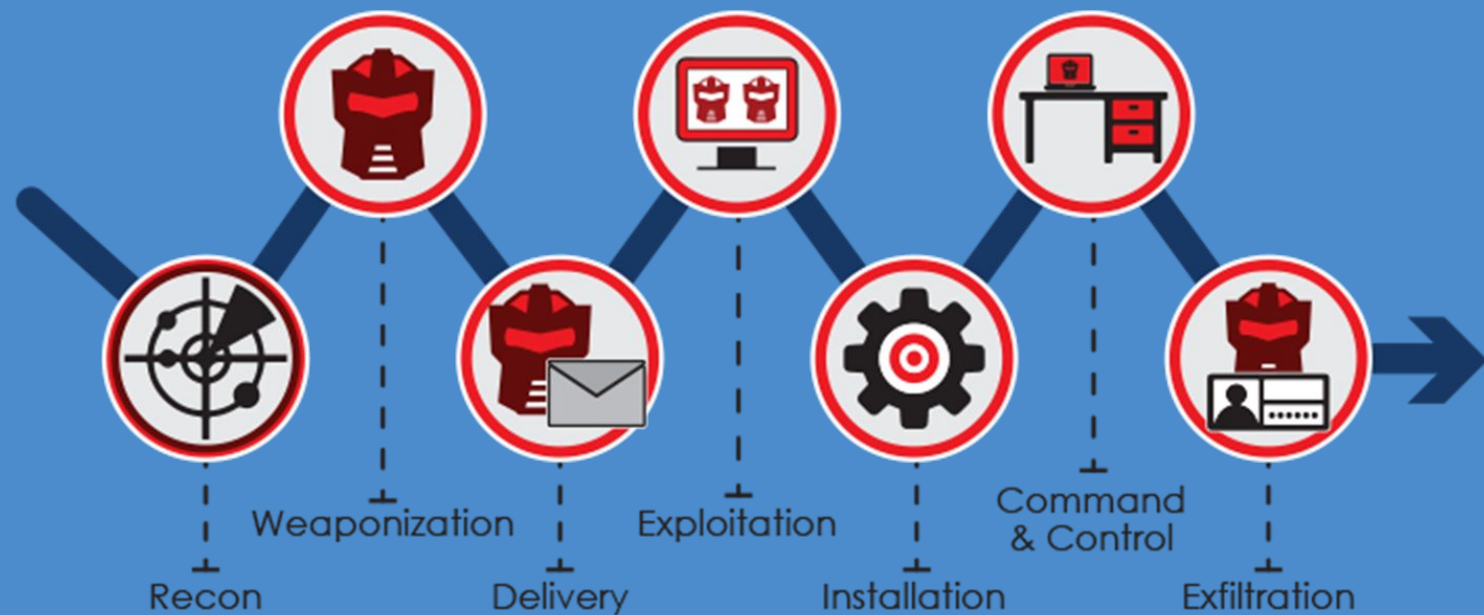 Recon
Weaponization
Delivery
Exploitation
Installation
Command
& Control
Exfiltration